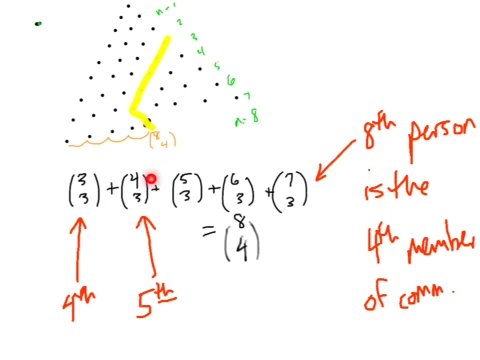 n=1
2
3
4
5
6
7
n=8
(8 4)
(3 3) + (4 3) + (5 3) + (6 3) + (7 3)
= (8 4)
4th
5th
8th person
is the
4th member
of comm.